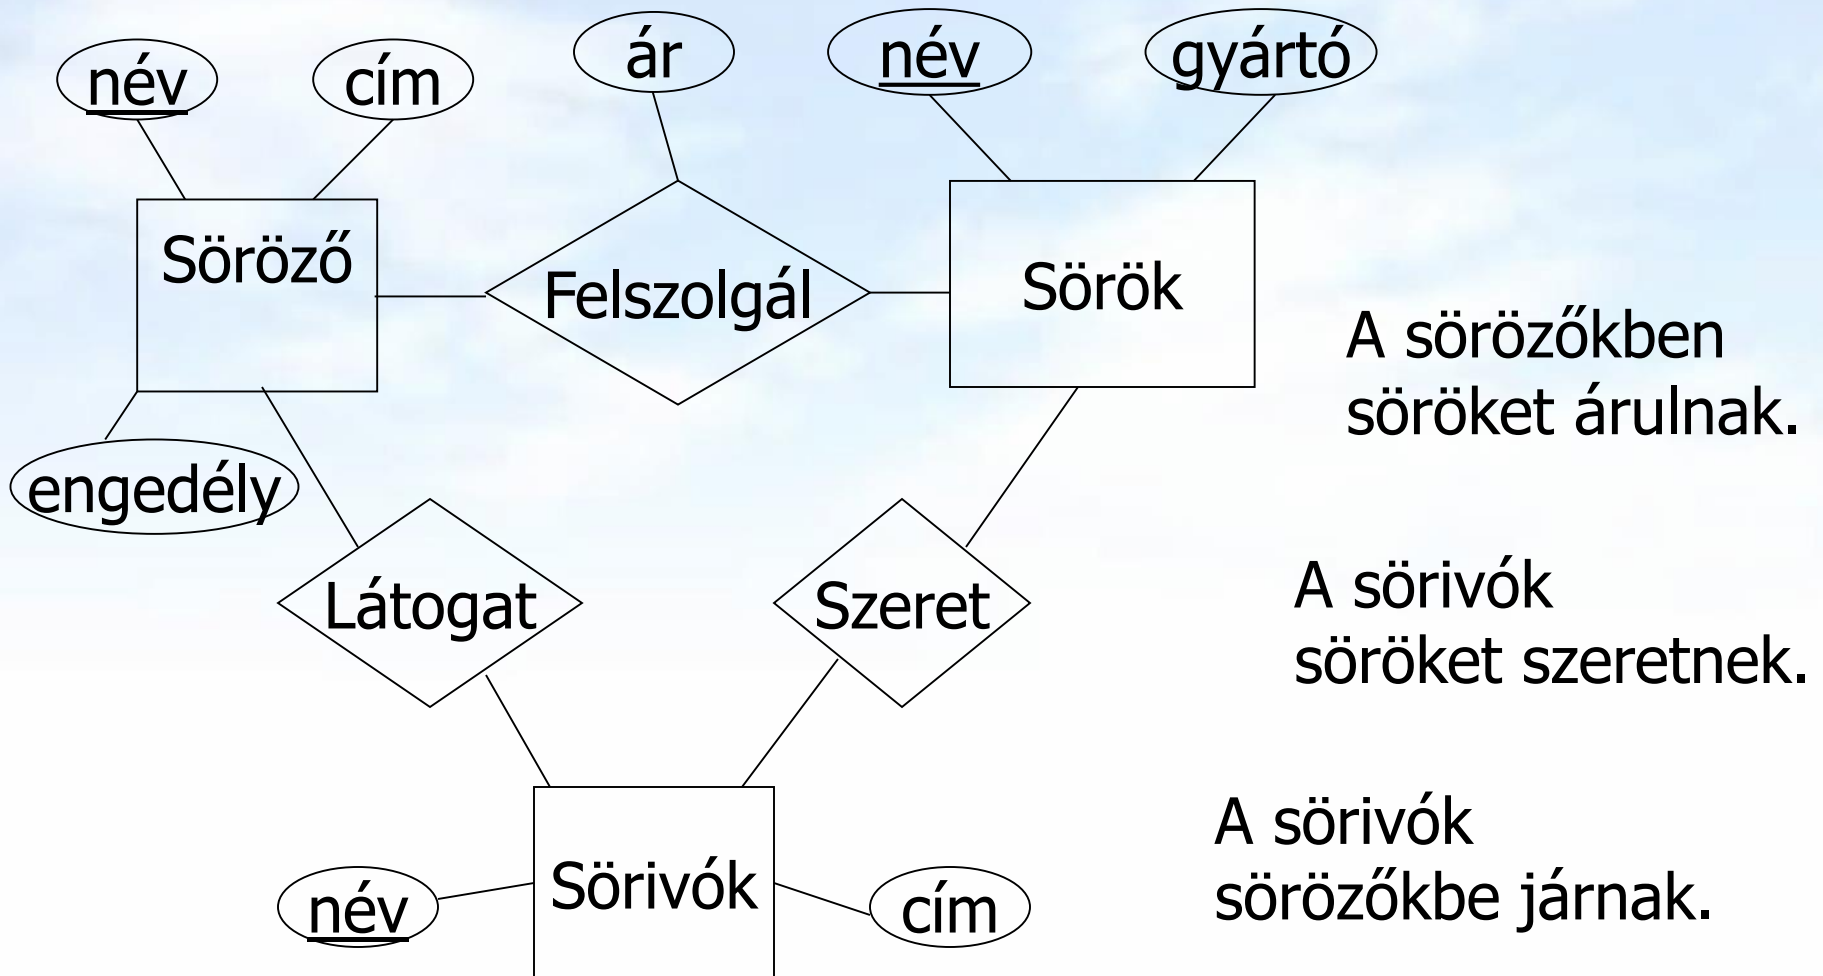 név
cím
ár
név
gyártó
Söröző
Felszolgál
Sörök
A sörözőkben
söröket árulnak.
engedély
Látogat
Szeret
A sörivók
söröket szeretnek.
A sörivók
sörözőkbe járnak.
Sörivók
név
cím